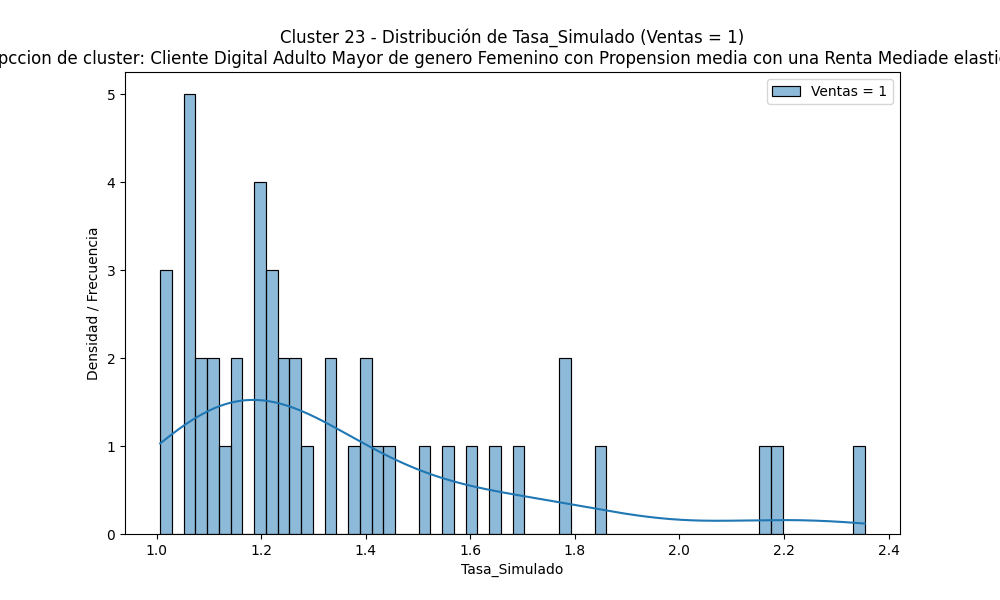 Cluster 23 - Distribución de Tasa_Simulado (Ventas = 1)
pccion de cluster: Cliente Digital Adulto Mayor de genero Femenino con Propension media con una Renta Mediade elasti
Ventas = 1
Densidad / Frecuencia
5
4
3
2
1
0
1.0 1.2 1.4 1.6 1.8 2.0 2.2 2.4
Tasa_Simulado